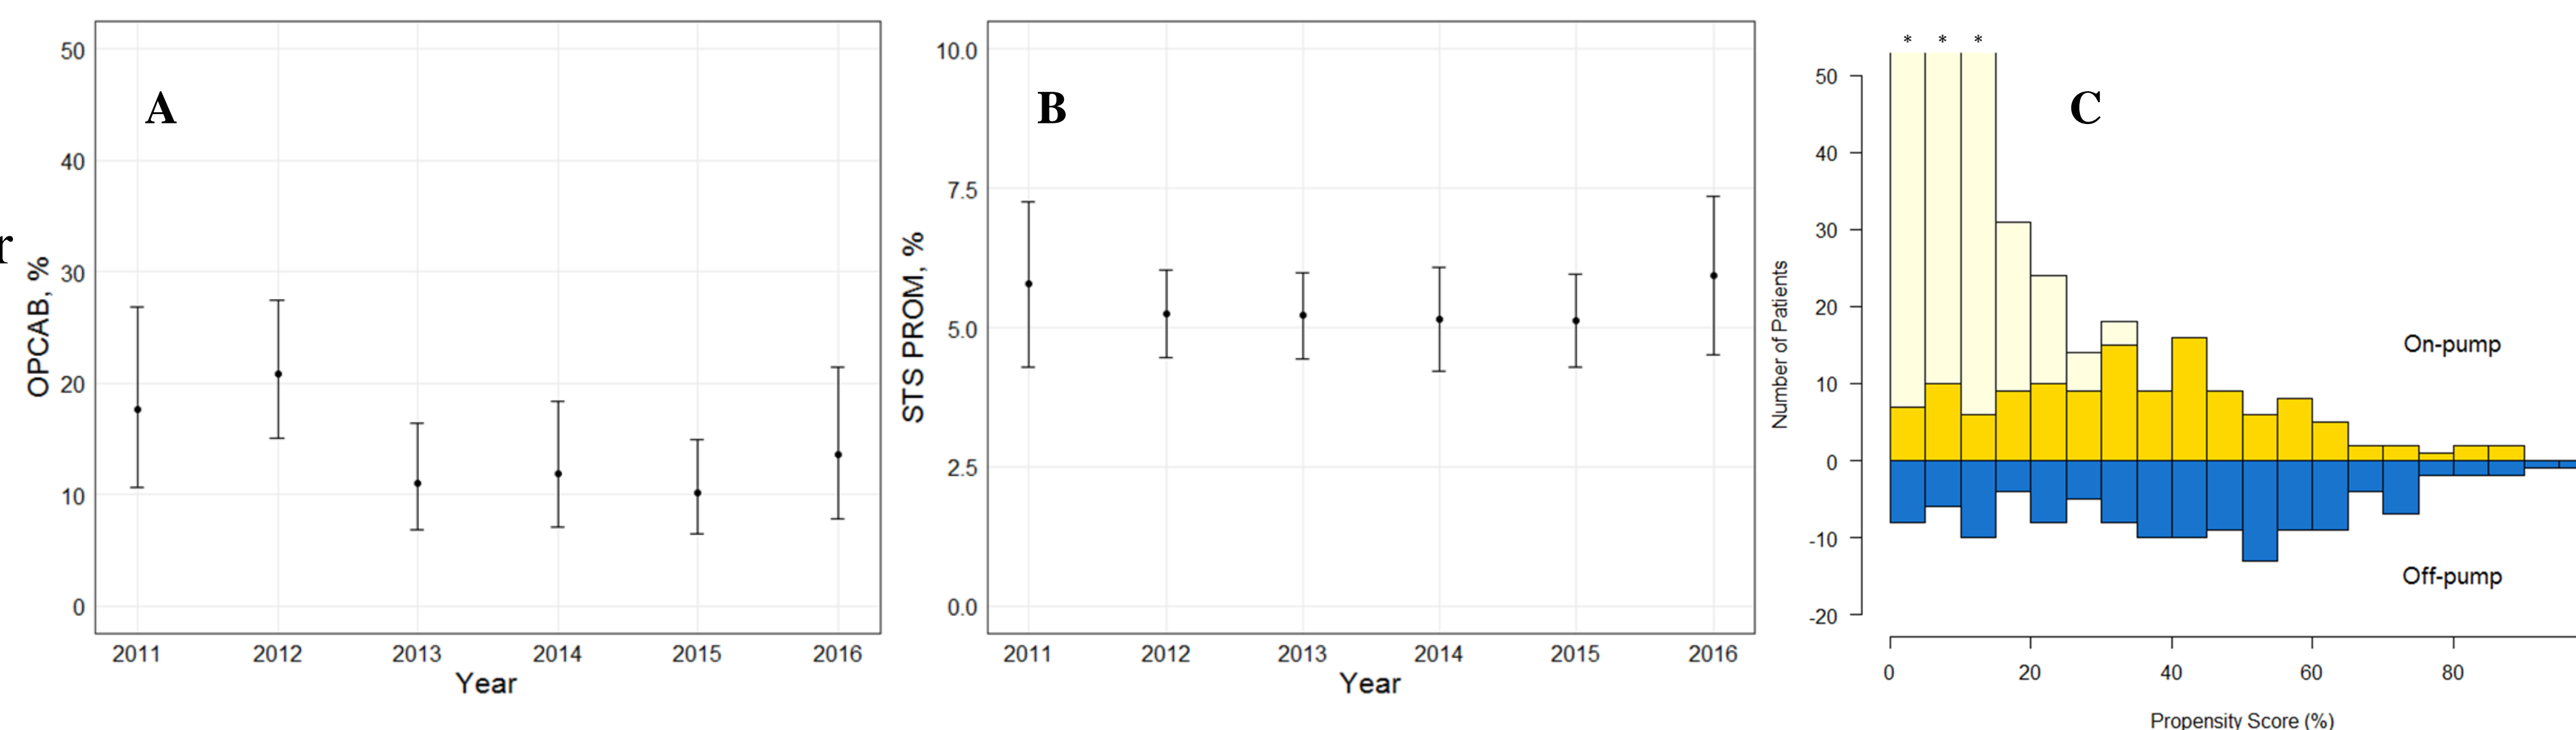 r
A
OPCAB, %
50
40
30
20
10
0
2011 2012 2013 2014 2015 2016
Year
B
STS PROM, %
10.0
7.5
5.0
2.5
0.0
2011 2012 2013 2014 2015 2016
Year
* * *
C
Number of Patients
50
40
30
20
10
0
-10
-20
On-pump
Off-pump
0 20 40 60 80
Propensity Score (%)